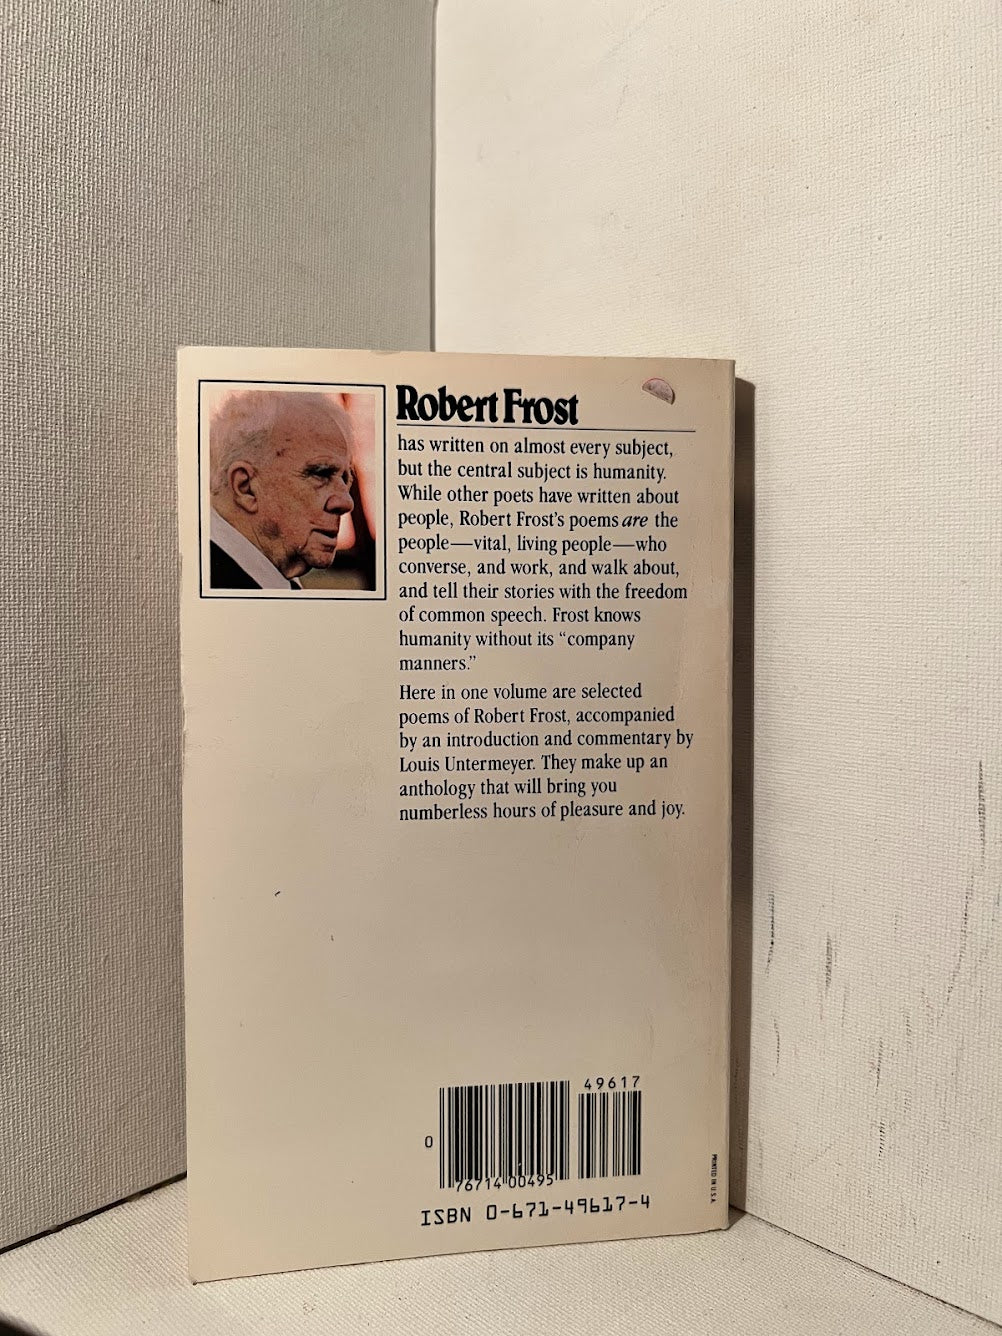 Robert Frost
has written on almost every subject,
but the central subject is humanity.
While other poets have written about
people, Robert Frost's poems are the
people—vital, living people—who
converse, and work, and walk about,
and tell their stories with the freedom
of common speech. Frost knows
humanity without its "company
manners."
Here in one volume are selected
poems of Robert Frost, accompanied
by an introduction and commentary by
Louis Untermeyer. They make up an
anthology that will bring you
numberless hours of pleasure and joy.
49617
0
76714 00495
ISBN 0-671-49617-4
PRINTED IN U.S.A.